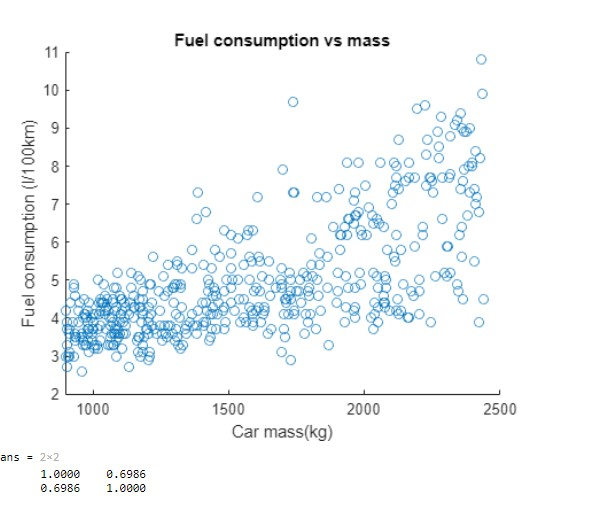 Fuel consumption vs mass
11
10
9
8
7
6
5
4
3
2
Fuel consumption (l/100km)
1000 1500 2000 2500
Car mass(kg)
ans = 2×2
1.0000 0.6986
0.6986 1.0000